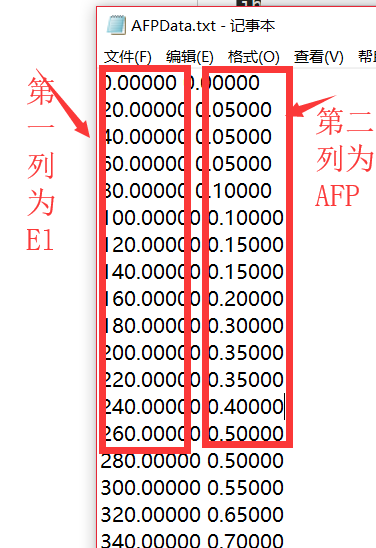 AFPData.txt - 记事本
文件(F) 编辑(E) 格式(O) 查看(V)
0.00000 0.00000
20.00000 0.05000
40.00000 0.05000
60.00000 0.05000
80.00000 0.10000
100.00000 0.10000
120.00000 0.15000
140.00000 0.15000
160.00000 0.20000
180.00000 0.30000
200.00000 0.35000
220.00000 0.35000
240.00000 0.40000
260.00000 0.50000
280.00000 0.50000
300.00000 0.55000
320.00000 0.65000
340.00000 0.70000
第
一
列
为
El
第二
列为
AFP